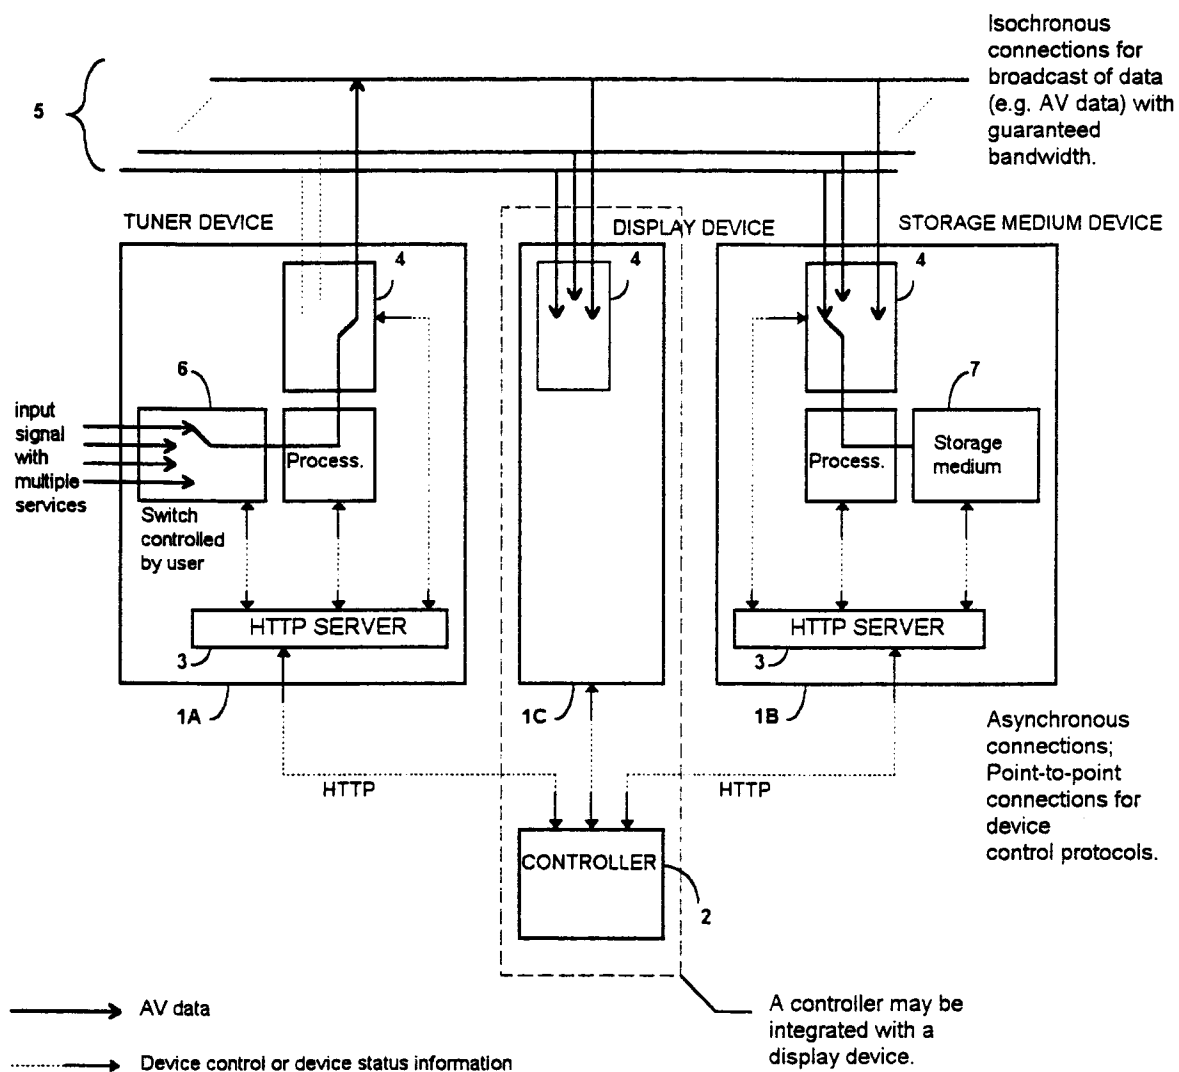 Isochronous
connections for
broadcast of data
(e.g. AV data) with
guaranteed
bandwidth.
5
TUNER DEVICE
DISPLAY DEVICE
STORAGE MEDIUM DEVICE
4
4
4
6
7
input
signal
with
multiple
services
Process.
Process.
Storage
medium
Switch
controlled
by user
HTTP SERVER
HTTP SERVER
3
3
1A
1C
1B
Asynchronous
connections;
Point-to-point
connections for
device
control protocols.
HTTP
HTTP
CONTROLLER
2
AV data
Device control or device status information
A controller may be
integrated with a
display device.